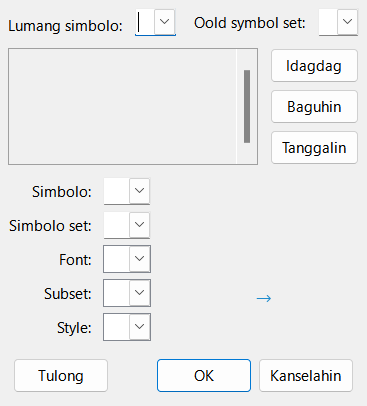 Lumang simbolo: Oold symbol set:
Idagdag
Baguhin
Tanggalin
Simbolo:
Simbolo set:
Font:
Subset:
Style:
→
Tulong OK Kanselahin